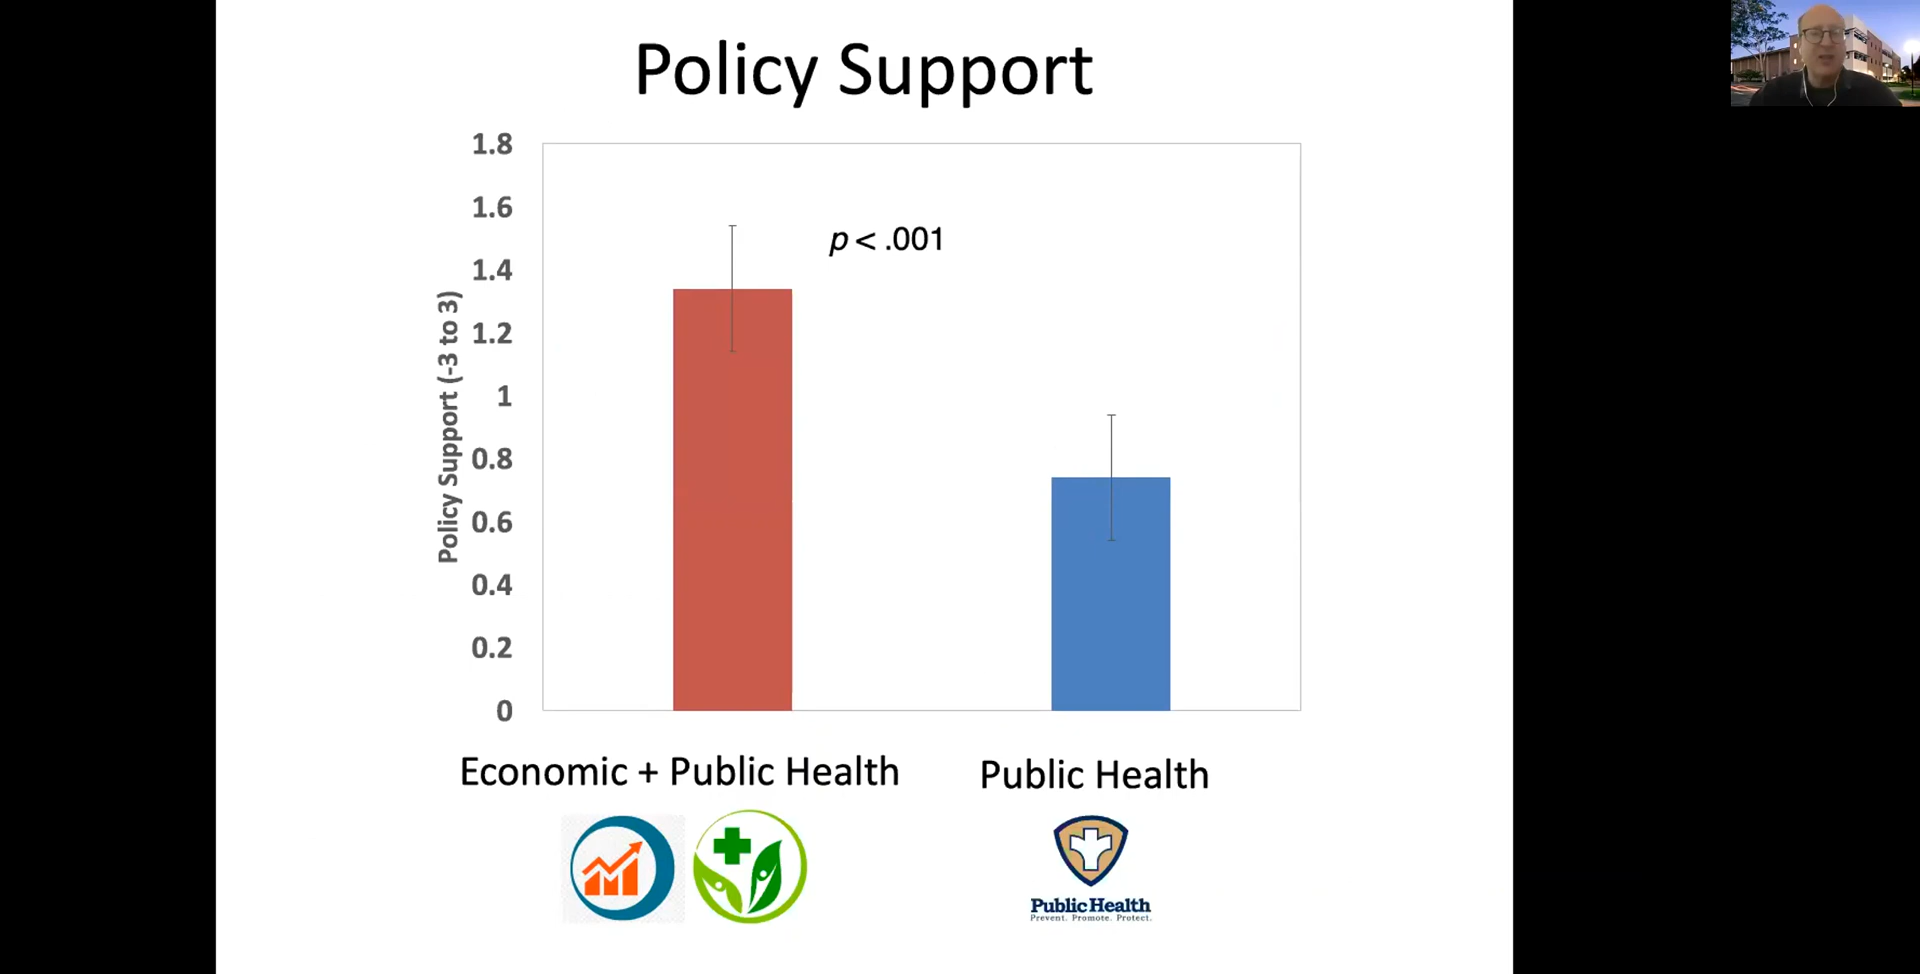 Policy Support
1.8
1.6
1.4
1.2
1
0.8
0.6
0.4
0.2
0
Policy Support (-3 to 3)
p < .001
Economic + Public Health
Public Health
Public Health
Prevent. Promote. Protect.